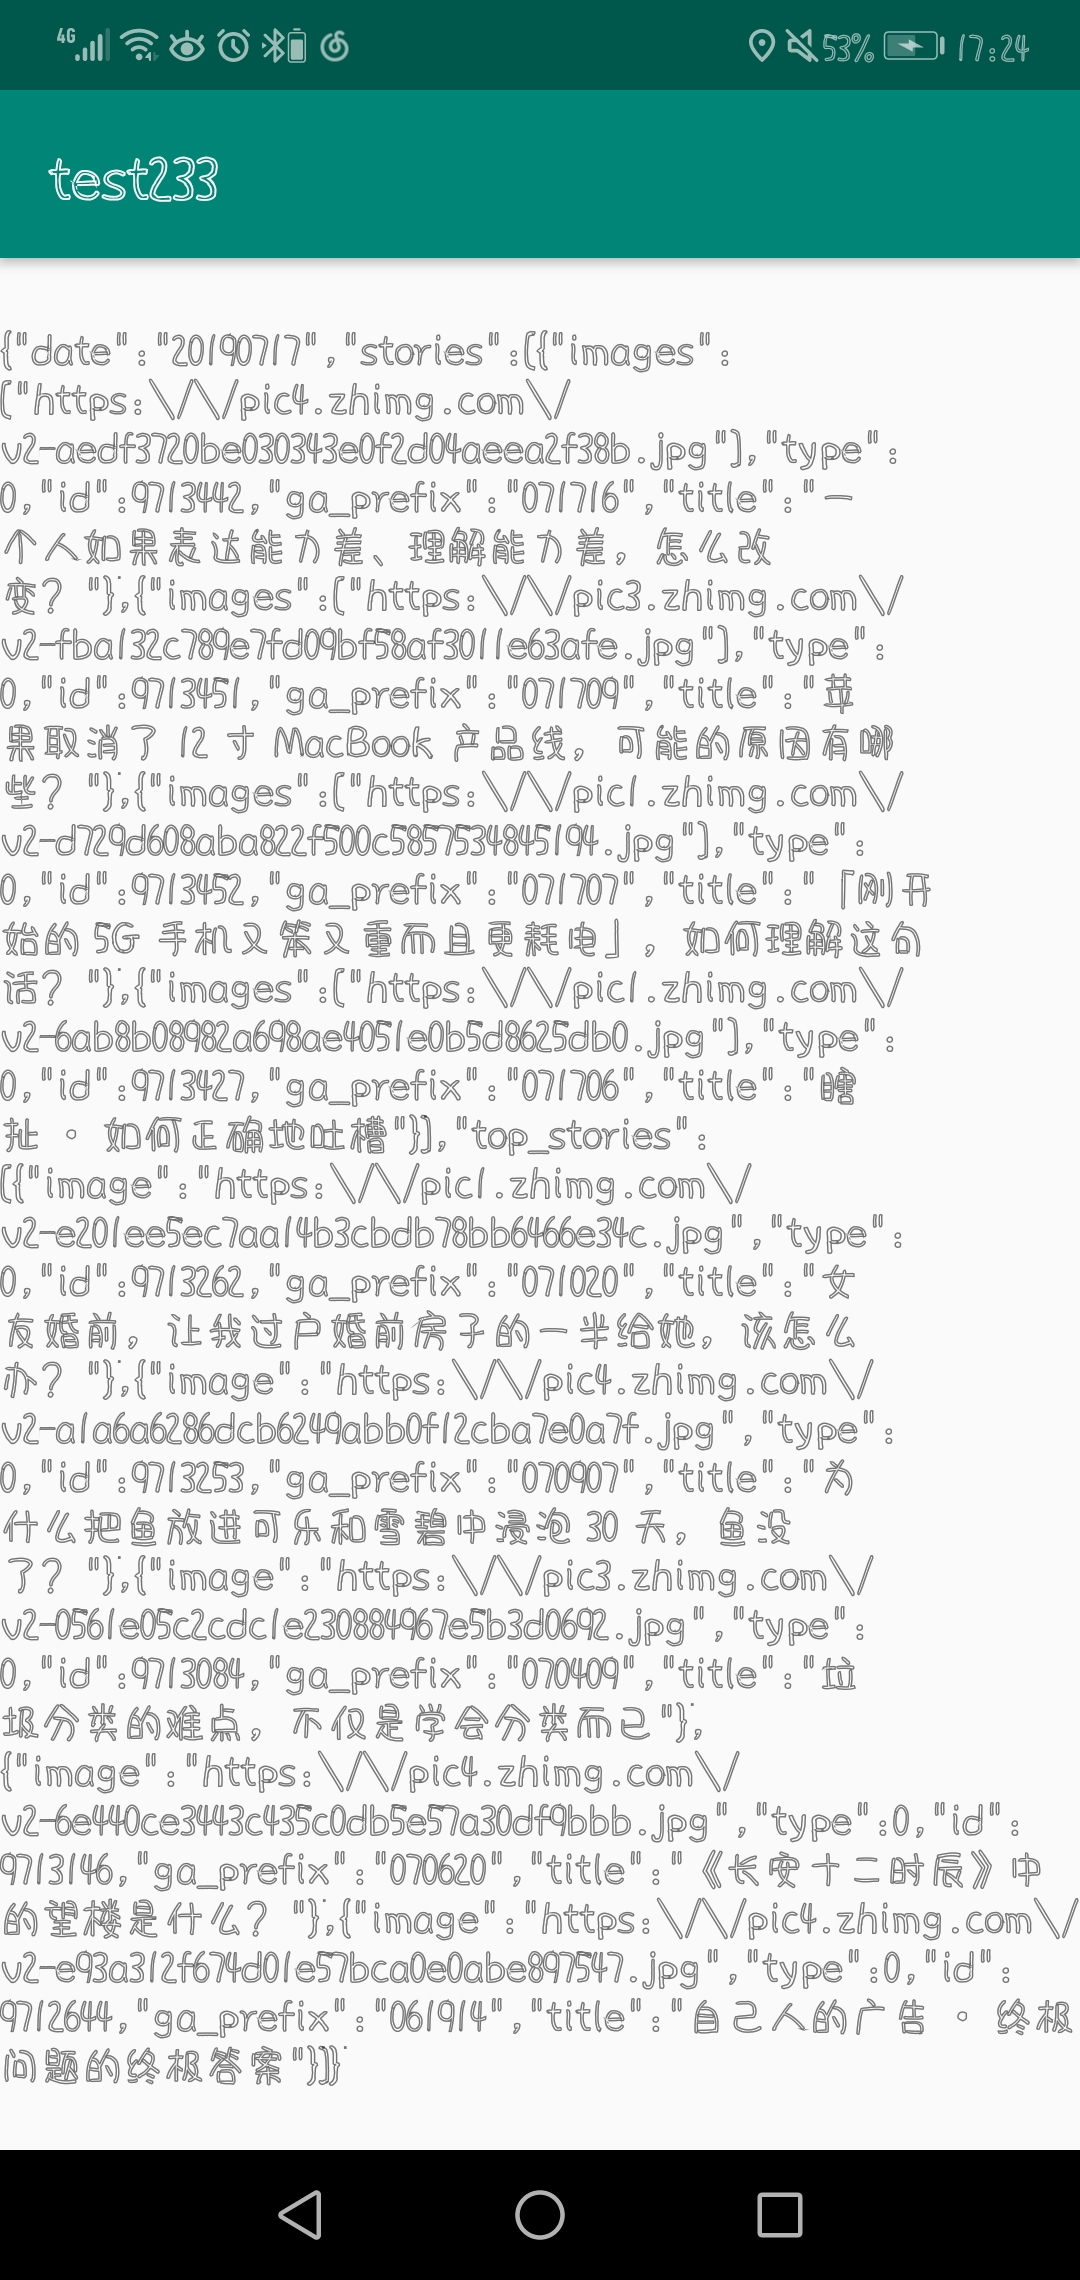 4G 53% 17:24
test233
{"date":"20190717","stories":[{"images":
["https:\/\/pic4.zhimg.com\/
v2-aedf3720be030343e0f2d04aeea2f38b.jpg"],"type":
0,"id":9713442,"ga_prefix":"071716","title":"一
个人如果表达能力差、理解能力差，怎么改
变？"},{"images":["https:\/\/pic3.zhimg.com\/
v2-fba132c789e7fd09bf58af3011e63afe.jpg"],"type":
0,"id":9713451,"ga_prefix":"071709","title":"苹
果取消了 12 寸 MacBook 产品线，可能的原因有哪
些？"},{"images":["https:\/\/pic1.zhimg.com\/
v2-d729d608aba822f500c5857534845194.jpg"],"type":
0,"id":9713452,"ga_prefix":"071707","title":"「刚开
始的 5G 手机又笨又重而且更耗电」，如何理解这句
话？"},{"images":["https:\/\/pic1.zhimg.com\/
v2-6ab8b08982a698ae4051e0b5d8625db0.jpg"],"type":
0,"id":9713427,"ga_prefix":"071706","title":"瞎
扯 · 如何正确地吐槽"}],"top_stories":
[{"image":"https:\/\/pic1.zhimg.com\/
v2-e201ee5ec7aa14b3cbdb78bb6466e34c.jpg","type":
0,"id":9713262,"ga_prefix":"071020","title":"女
友婚前，让我过户婚前房子的一半给她，该怎么
办？"},{"image":"https:\/\/pic4.zhimg.com\/
v2-a1a6a6286dcb6249abb0f12cba7e0a7f.jpg","type":
0,"id":9713253,"ga_prefix":"070907","title":"为
什么把鱼放进可乐和雪碧中浸泡 30 天，鱼没
了？"},{"image":"https:\/\/pic3.zhimg.com\/
v2-0561e05c2cdc1e230884967e5b3d0692.jpg","type":
0,"id":9713084,"ga_prefix":"070409","title":"垃
圾分类的难点，不仅是学会分类而已"},
{"image":"https:\/\/pic4.zhimg.com\/
v2-6e440ce3443c435c0db5e57a30df9bbb.jpg","type":0,"id":
9713146,"ga_prefix":"070620","title":"《长安十二时辰》中
的望楼是什么？"},{"image":"https:\/\/pic4.zhimg.com\/
v2-e93a312f674d01e57bca0e0abe897547.jpg","type":0,"id":
9712644,"ga_prefix":"061914","title":"自己人的广告 · 终极
问题的终极答案"}]}